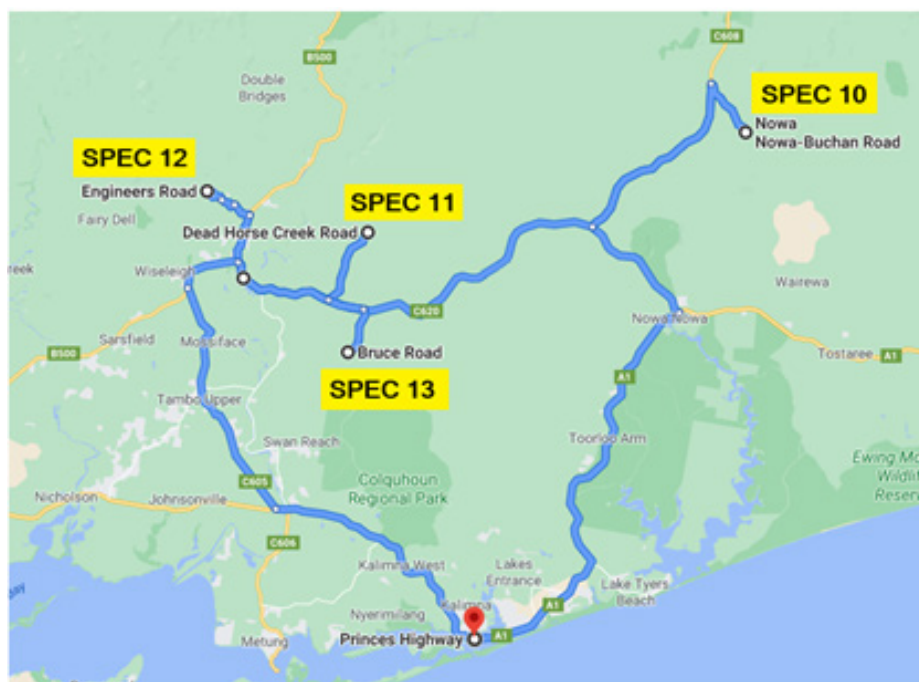 C608
B500
Double
Bridges
SPEC 10
Nowa
Nowa-Buchan Road
SPEC 12
Engineers Road
SPEC 11
Fairy Dell
Dead Horse Creek Road
Creek
Wiseleigh
Wairewa
C620
Nowa Nowa
Sarsfield
Mossiface
B500
Bruce Road
Tostaree
A1
SPEC 13
A1
Tambo Upper
Toorloo Arm
Swan Reach
Colquhoun
Regional Park
Ewing Mo
Wildlife
Reserv
C605
Nicholson
Johnsonville
C606
Kalimna West
Lakes
Entrance
Lake Tyers
Beach
Nyerimilang
Kalimna
A1
Metung
Princes Highway
A1